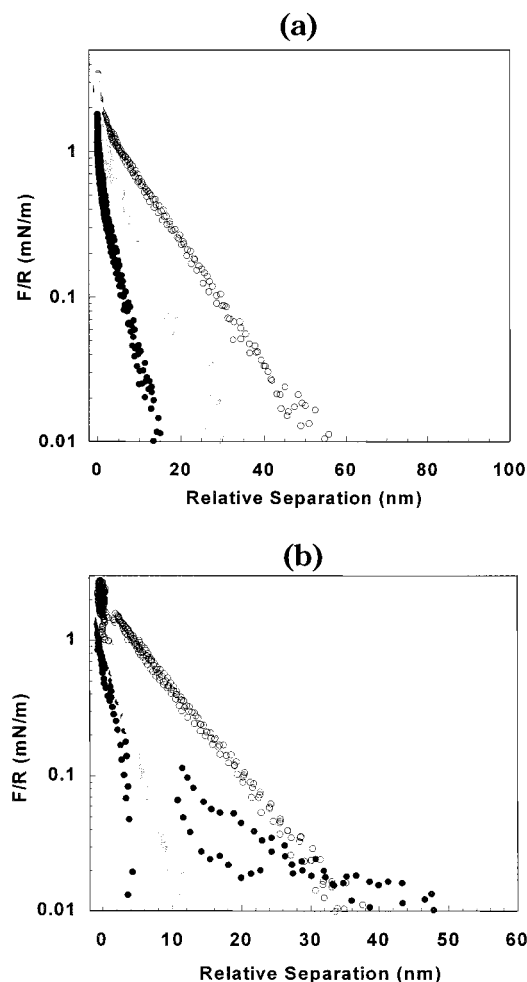 (a)
1
0.1
0.01
F/R (mN/m)
0 20 40 60 80 100
Relative Separation (nm)
(b)
1
0.1
0.01
F/R (mN/m)
0 10 20 30 40 50 60
Relative Separation (nm)